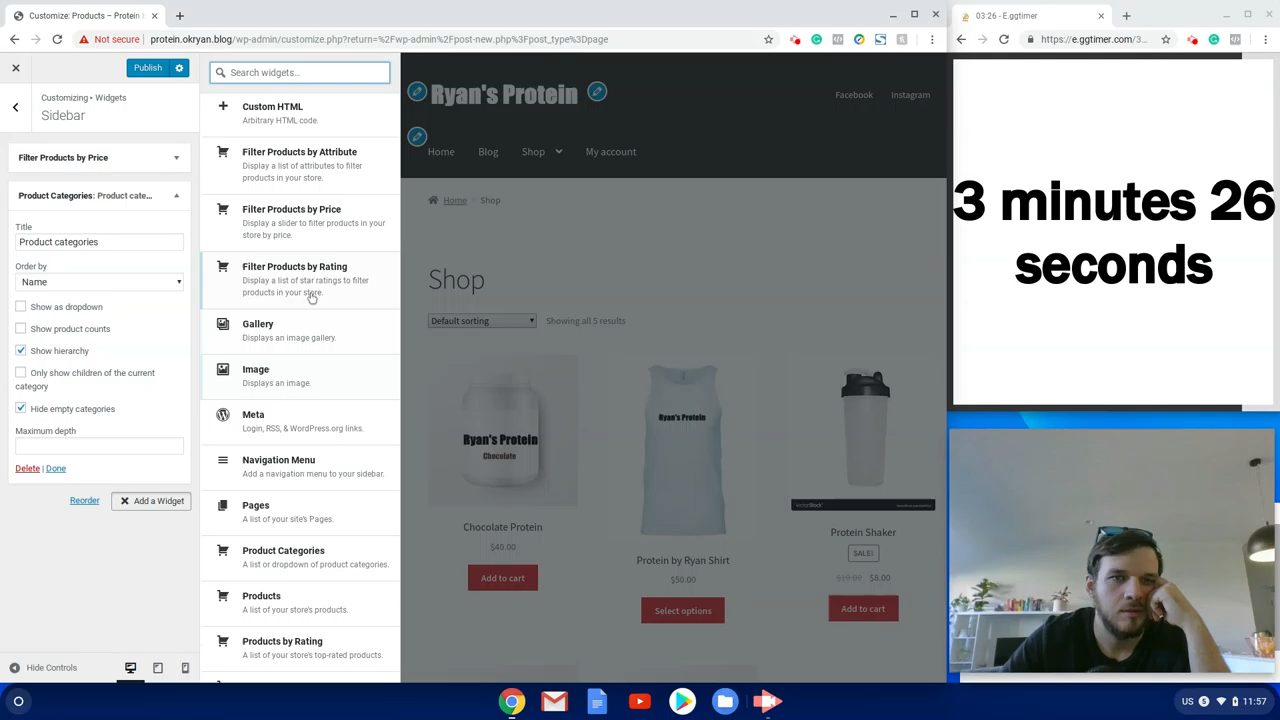 Customize: Products – Protein
03:26 - E.ggtimer
Not secure
protein.okryan.blog/wp-admin/customize.php?return=%2Fwp-admin%2Fpost-new.php%3Fpost_type%3Dpage
https://e.ggtimer.com/3...
Publish
Customizing • Widgets
Sidebar
Filter Products by Price
Product Categories: Product cate...
Title
Product categories
Order by
Name
Show as dropdown
Show product counts
Show hierarchy
Only show children of the current
category
Hide empty categories
Maximum depth
Delete | Done
Reorder
Add a Widget
Hide Controls
Search widgets...
Custom HTML
Arbitrary HTML code.
Filter Products by Attribute
Display a list of attributes to filter
products in your store.
Filter Products by Price
Display a slider to filter products in your
store by price.
Filter Products by Rating
Display a list of star ratings to filter
products in your store.
Gallery
Displays an image gallery.
Image
Displays an image.
Meta
Login, RSS, & WordPress.org links.
Navigation Menu
Add a navigation menu to your sidebar.
Pages
A list of your site's Pages.
Product Categories
A list or dropdown of product categories.
Products
A list of your store's products.
Products by Rating
A list of your store's top-rated products.
Ryan's Protein
Facebook
Instagram
Home
Blog
Shop
My account
Home
Shop
Shop
Default sorting
Showing all 5 results
Ryan's Protein
Chocolate
Chocolate Protein
$40.00
Add to cart
Ryan's Protein
Protein by Ryan Shirt
$50.00
Select options
Protein Shaker
SALE!
$10.00 $8.00
Add to cart
3 minutes 26
seconds
US
11:57